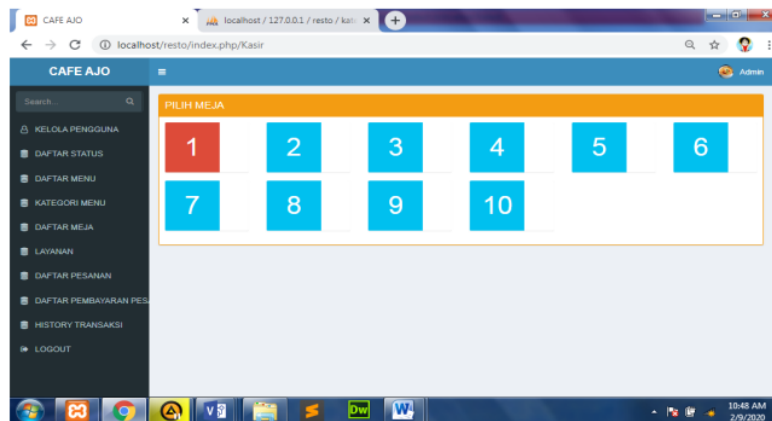 CAFE AJO
localhost / 127.0.0.1 / resto / kat
localhost/resto/index.php/Kasir
CAFE AJO
Admin
Search...
PILIH MEJA
KELOLA PENGGUNA
DAFTAR STATUS
DAFTAR MENU
KATEGORI MENU
DAFTAR MEJA
LAYANAN
DAFTAR PESANAN
DAFTAR PEMBAYARAN PES
HISTORY TRANSAKSI
LOGOUT
1 2 3 4 5 6
7 8 9 10
Dw
W
10:48 AM
2/9/2020